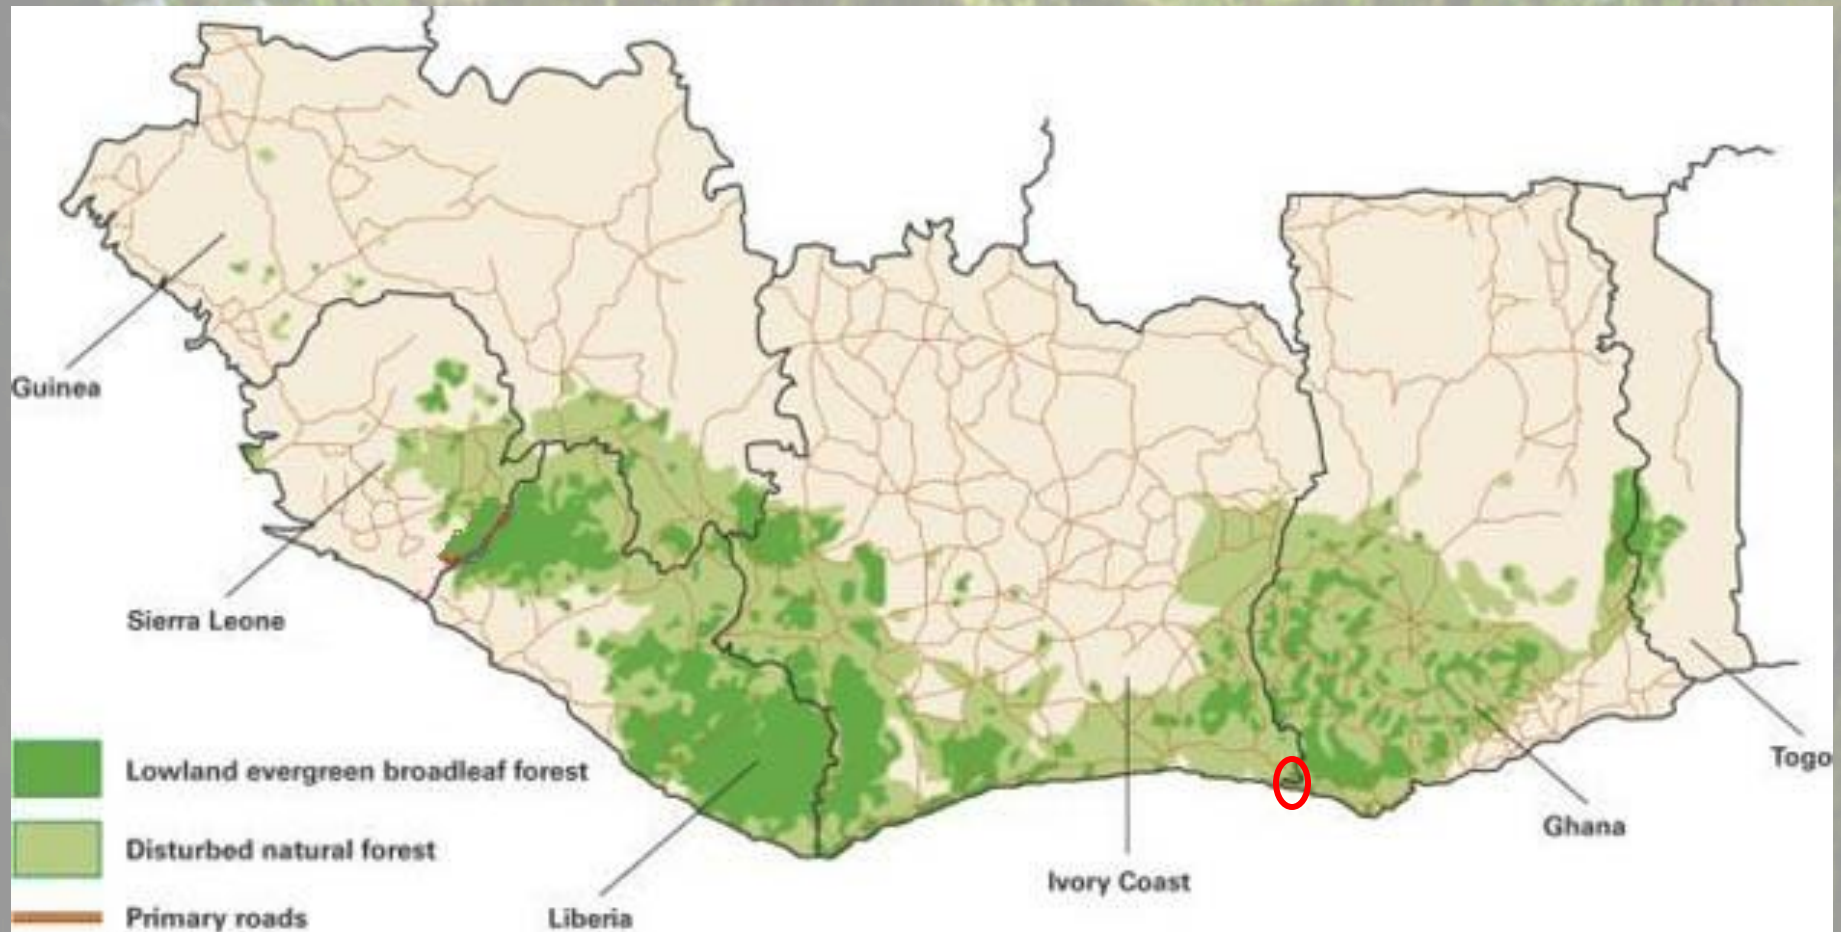 Guinea
Sierra Leone
Togo
Lowland evergreen broadleaf forest
Ghana
Disturbed natural forest
Ivory Coast
Primary roads
Liberia